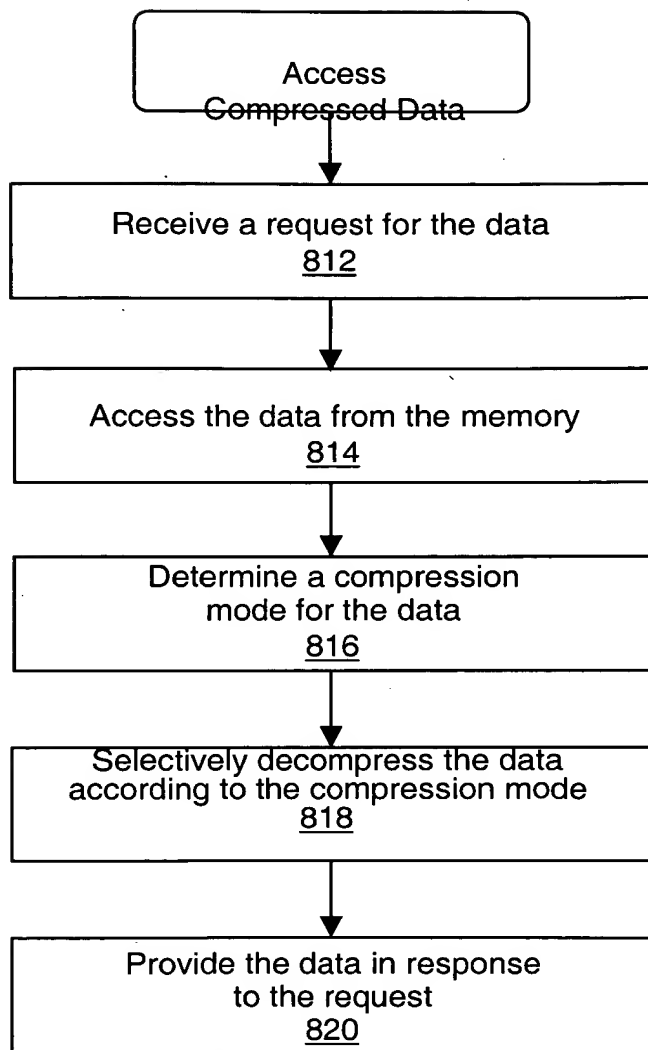 Access
Compressed Data
Receive a request for the data
812
Access the data from the memory
814
Determine a compression
mode for the data
816
Selectively decompress the data
according to the compression mode
818
Provide the data in response
to the request
820